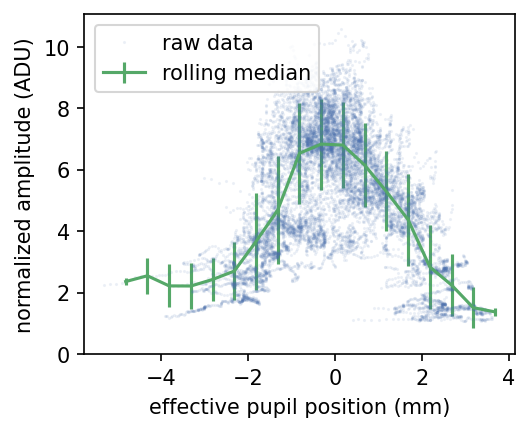 raw data
rolling median
normalized amplitude (ADU)
10
8
6
4
2
0
−4
−2
0
2
4
effective pupil position (mm)